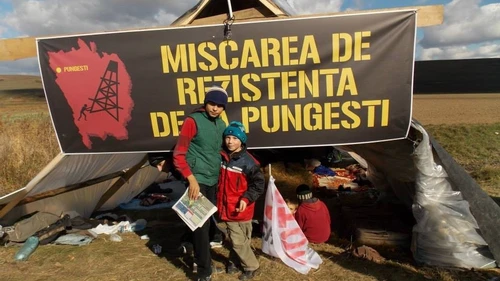 PUNGESTI
MISCAREA DE
REZISTENTA
DE LA PUNGESTI